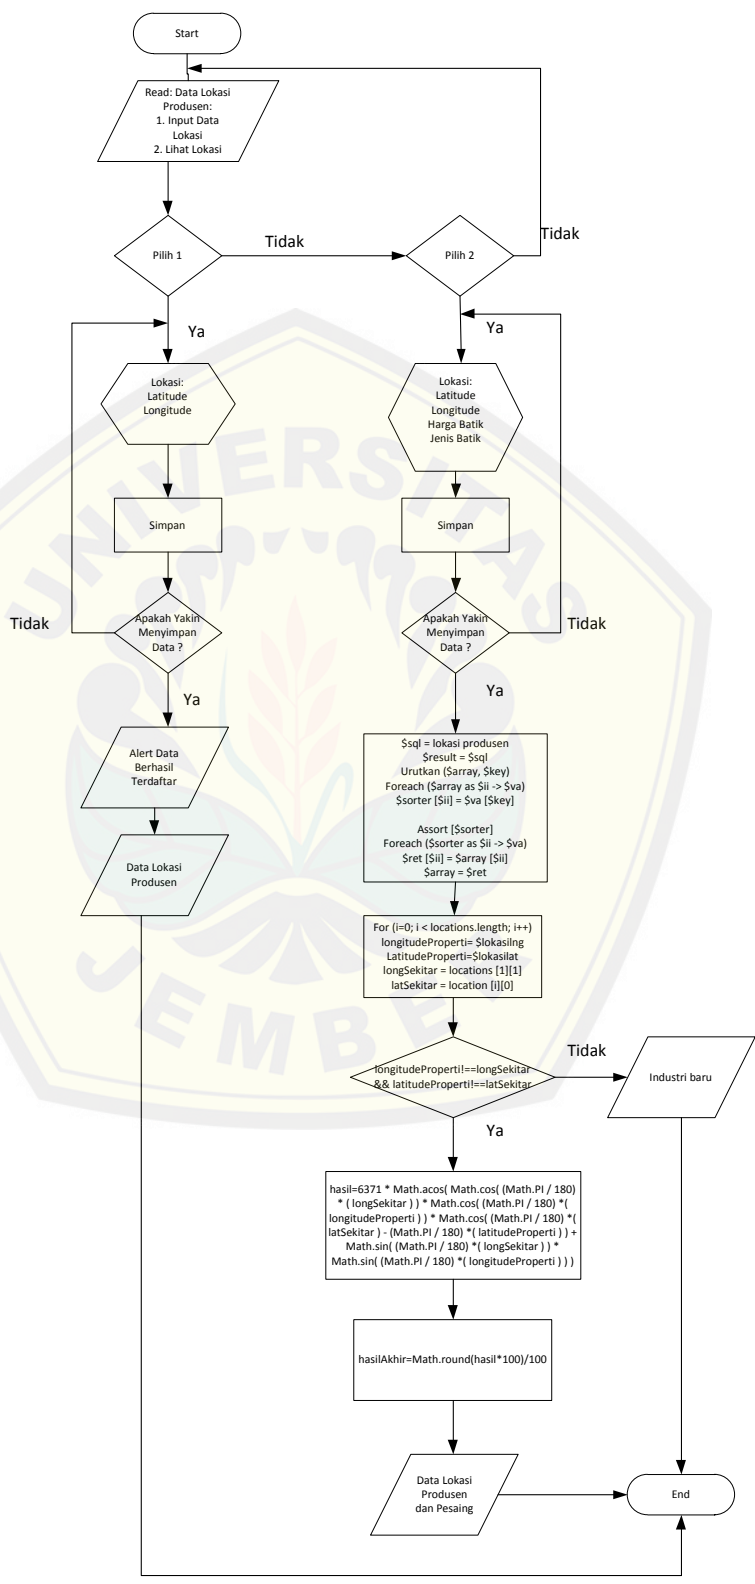 Start
Read: Data Lokasi
Produsen:
1. Input Data
Lokasi
2. Lihat Lokasi
Pilih 1
Tidak
Pilih 2
Tidak
Ya
Lokasi:
Latitude
Longitude
Simpan
Apakah Yakin
Menyimpan
Data ?
Tidak
Ya
Alert Data
Berhasil
Terdaftar
Data Lokasi
Produsen
Ya
Lokasi:
Latitude
Longitude
Harga Batik
Jenis Batik
Simpan
Apakah Yakin
Menyimpan
Data ?
Tidak
Ya
$sql = lokasi produsen
$result = $sql
Urutkan ($array, $key)
Foreach ($array as $ii -> $va)
$sorter [$ii] = $va [$key]
Assort [$sorter]
Foreach ($sorter as $ii -> $va)
$ret [$ii] = $array [$ii]
$array = $ret
For (i=0; i < locations.length; i++)
longitudeProperti= $lokasilng
LatitudeProperti=$lokasilat
longSekitar = locations [1][1]
latSekitar = location [i][0]
longitudeProperti!==longSekitar
&& latitudeProperti!==latSekitar
Tidak
Industri baru
Ya
hasil=6371 * Math.acos( Math.cos( (Math.PI / 180)
* ( longSekitar ) ) * Math.cos( (Math.PI / 180) *(
longitudeProperti ) ) * Math.cos( (Math.PI / 180) *(
latSekitar ) - (Math.PI / 180) *( latitudeProperti ) ) +
Math.sin( (Math.PI / 180) *( longSekitar ) ) *
Math.sin( (Math.PI / 180) *( longitudeProperti ) ) )
hasilAkhir=Math.round(hasil*100)/100
Data Lokasi
Produsen
dan Pesaing
End
UNIVERSITAS
JEMBER